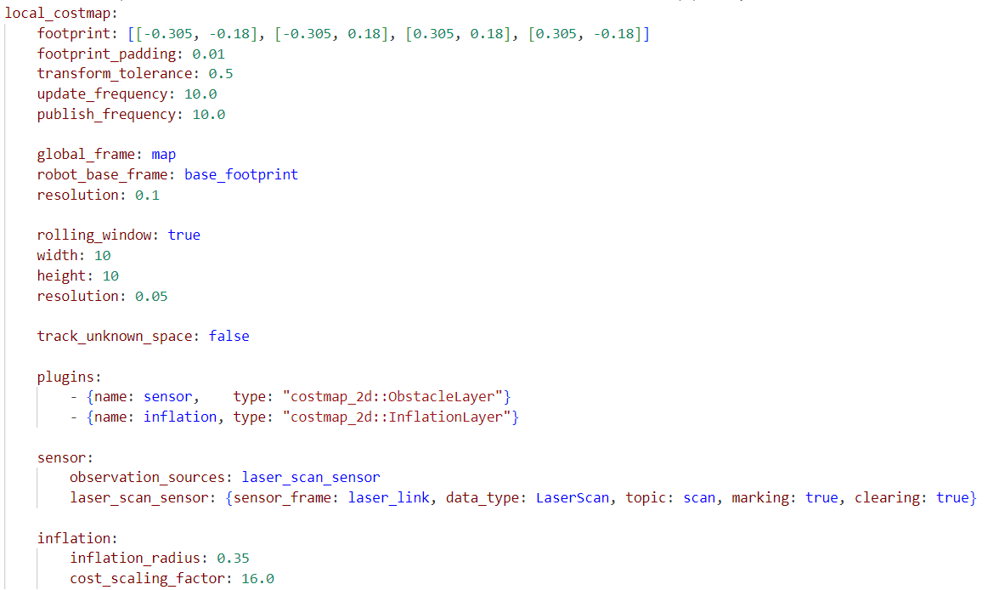 local_costmap:
    footprint: [[-0.305, -0.18], [-0.305, 0.18], [0.305, 0.18], [0.305, -0.18]]
    footprint_padding: 0.01
    transform_tolerance: 0.5
    update_frequency: 10.0
    publish_frequency: 10.0

    global_frame: map
    robot_base_frame: base_footprint
    resolution: 0.1

    rolling_window: true
    width: 10
    height: 10
    resolution: 0.05

    track_unknown_space: false

    plugins:
        - {name: sensor,    type: "costmap_2d::ObstacleLayer"}
        - {name: inflation, type: "costmap_2d::InflationLayer"}

    sensor:
        observation_sources: laser_scan_sensor
        laser_scan_sensor: {sensor_frame: laser_link, data_type: LaserScan, topic: scan, marking: true, clearing: true}

    inflation:
        inflation_radius: 0.35
        cost_scaling_factor: 16.0